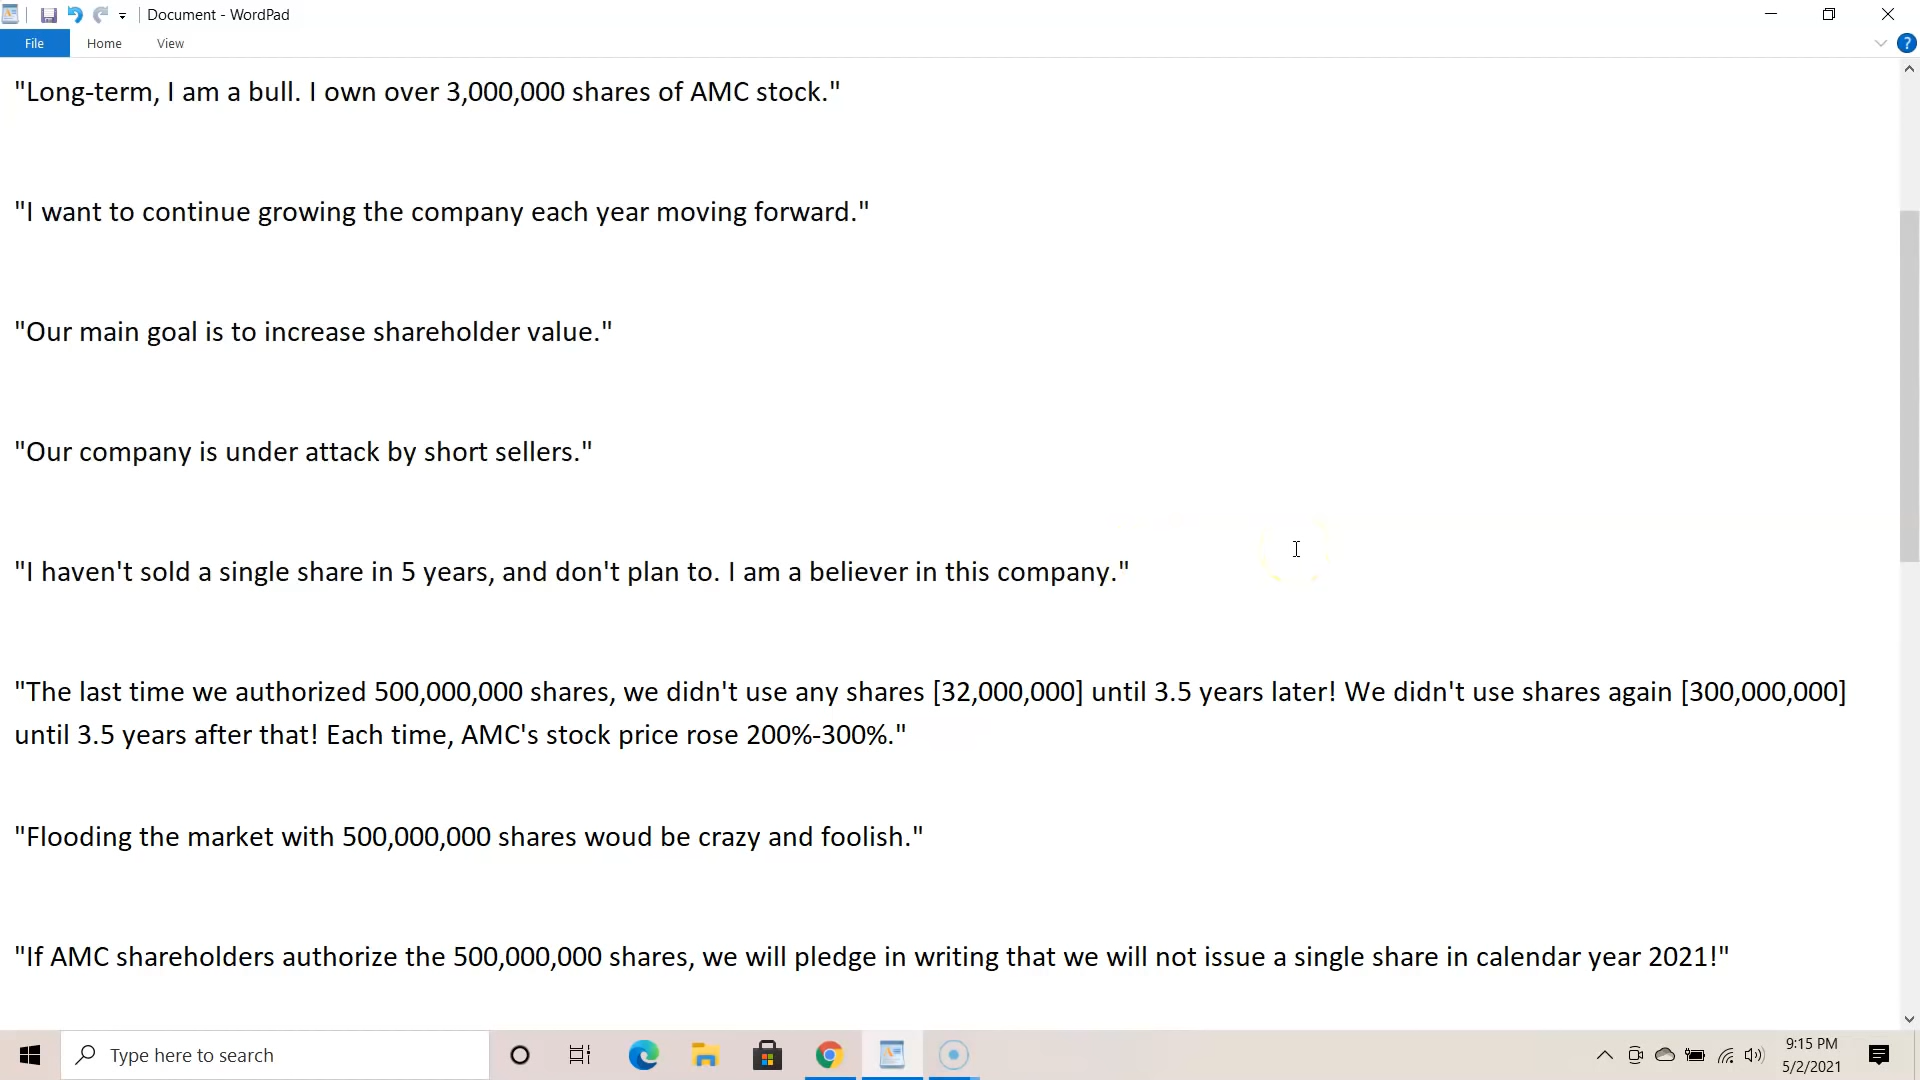 Document - WordPad
File Home View
"Long-term, I am a bull. I own over 3,000,000 shares of AMC stock."
"I want to continue growing the company each year moving forward."
"Our main goal is to increase shareholder value."
"Our company is under attack by short sellers."
"I haven't sold a single share in 5 years, and don't plan to. I am a believer in this company."
"The last time we authorized 500,000,000 shares, we didn't use any shares [32,000,000] until 3.5 years later! We didn't use shares again [300,000,000]
until 3.5 years after that! Each time, AMC's stock price rose 200%-300%."
"Flooding the market with 500,000,000 shares woud be crazy and foolish."
"If AMC shareholders authorize the 500,000,000 shares, we will pledge in writing that we will not issue a single share in calendar year 2021!"
Type here to search
9:15 PM
5/2/2021